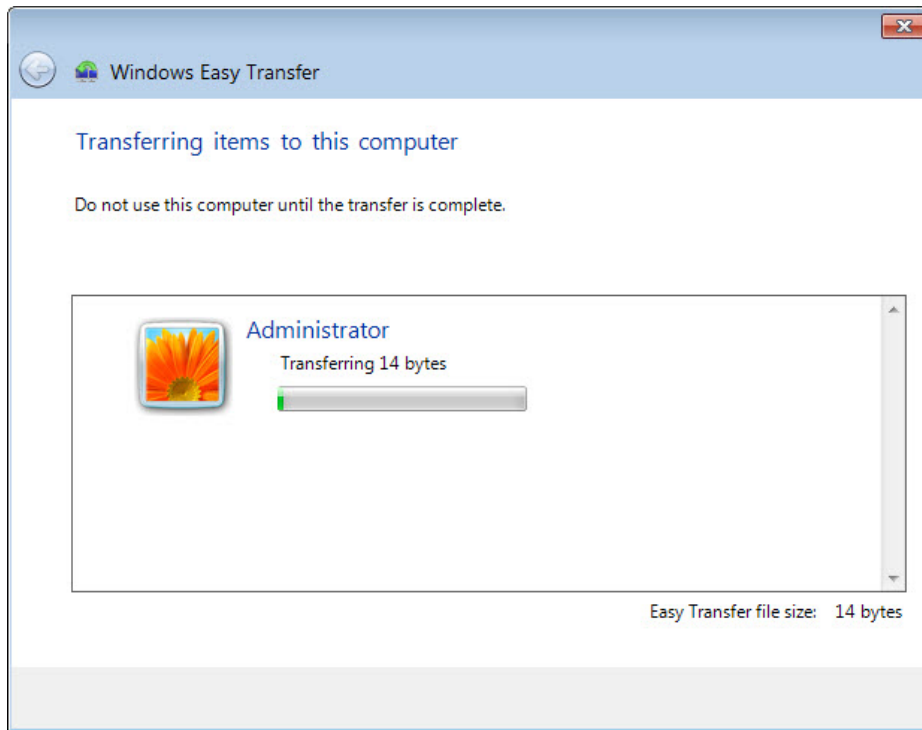 Windows Easy Transfer
Transferring items to this computer
Do not use this computer until the transfer is complete.
Administrator
Transferring 14 bytes
Easy Transfer file size: 14 bytes